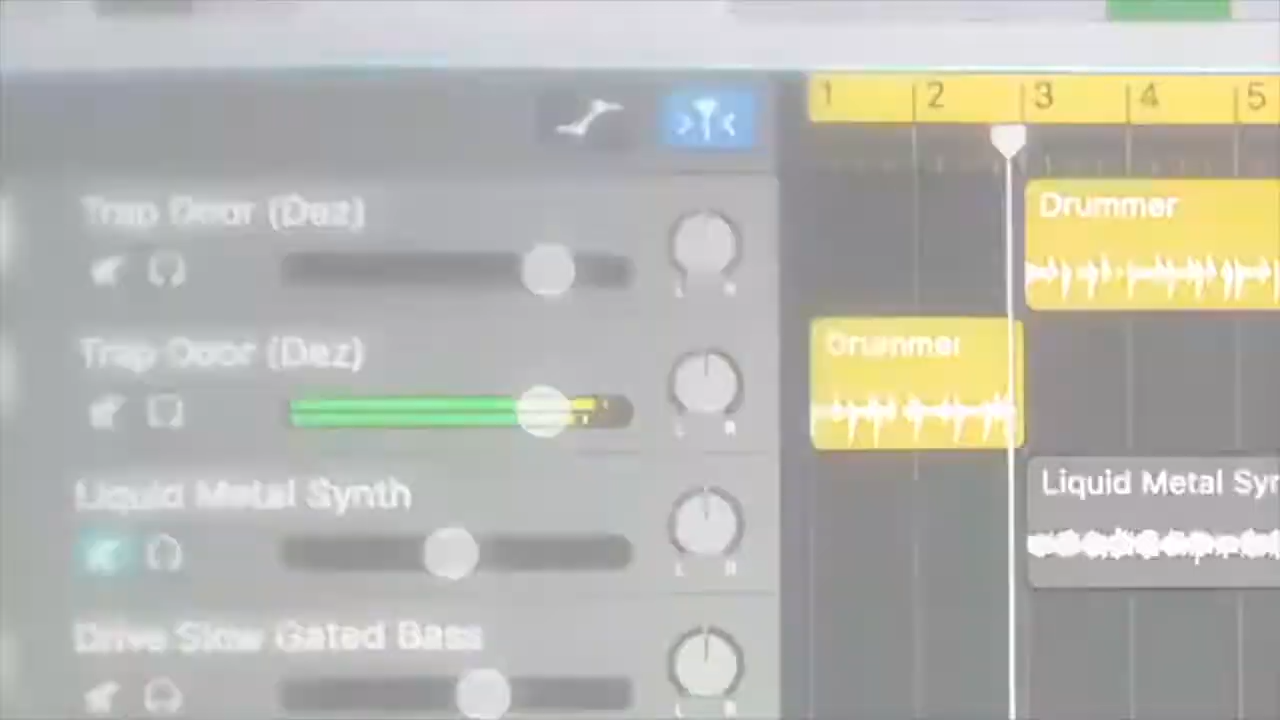 1 2 3 4 5
Trap Door (Dez)
Drummer
L R
Trap Door (Dez)
Drummer
L R
Liquid Metal Synth
Liquid Metal Syn
L R
Drive Slow Gated Bass
L R